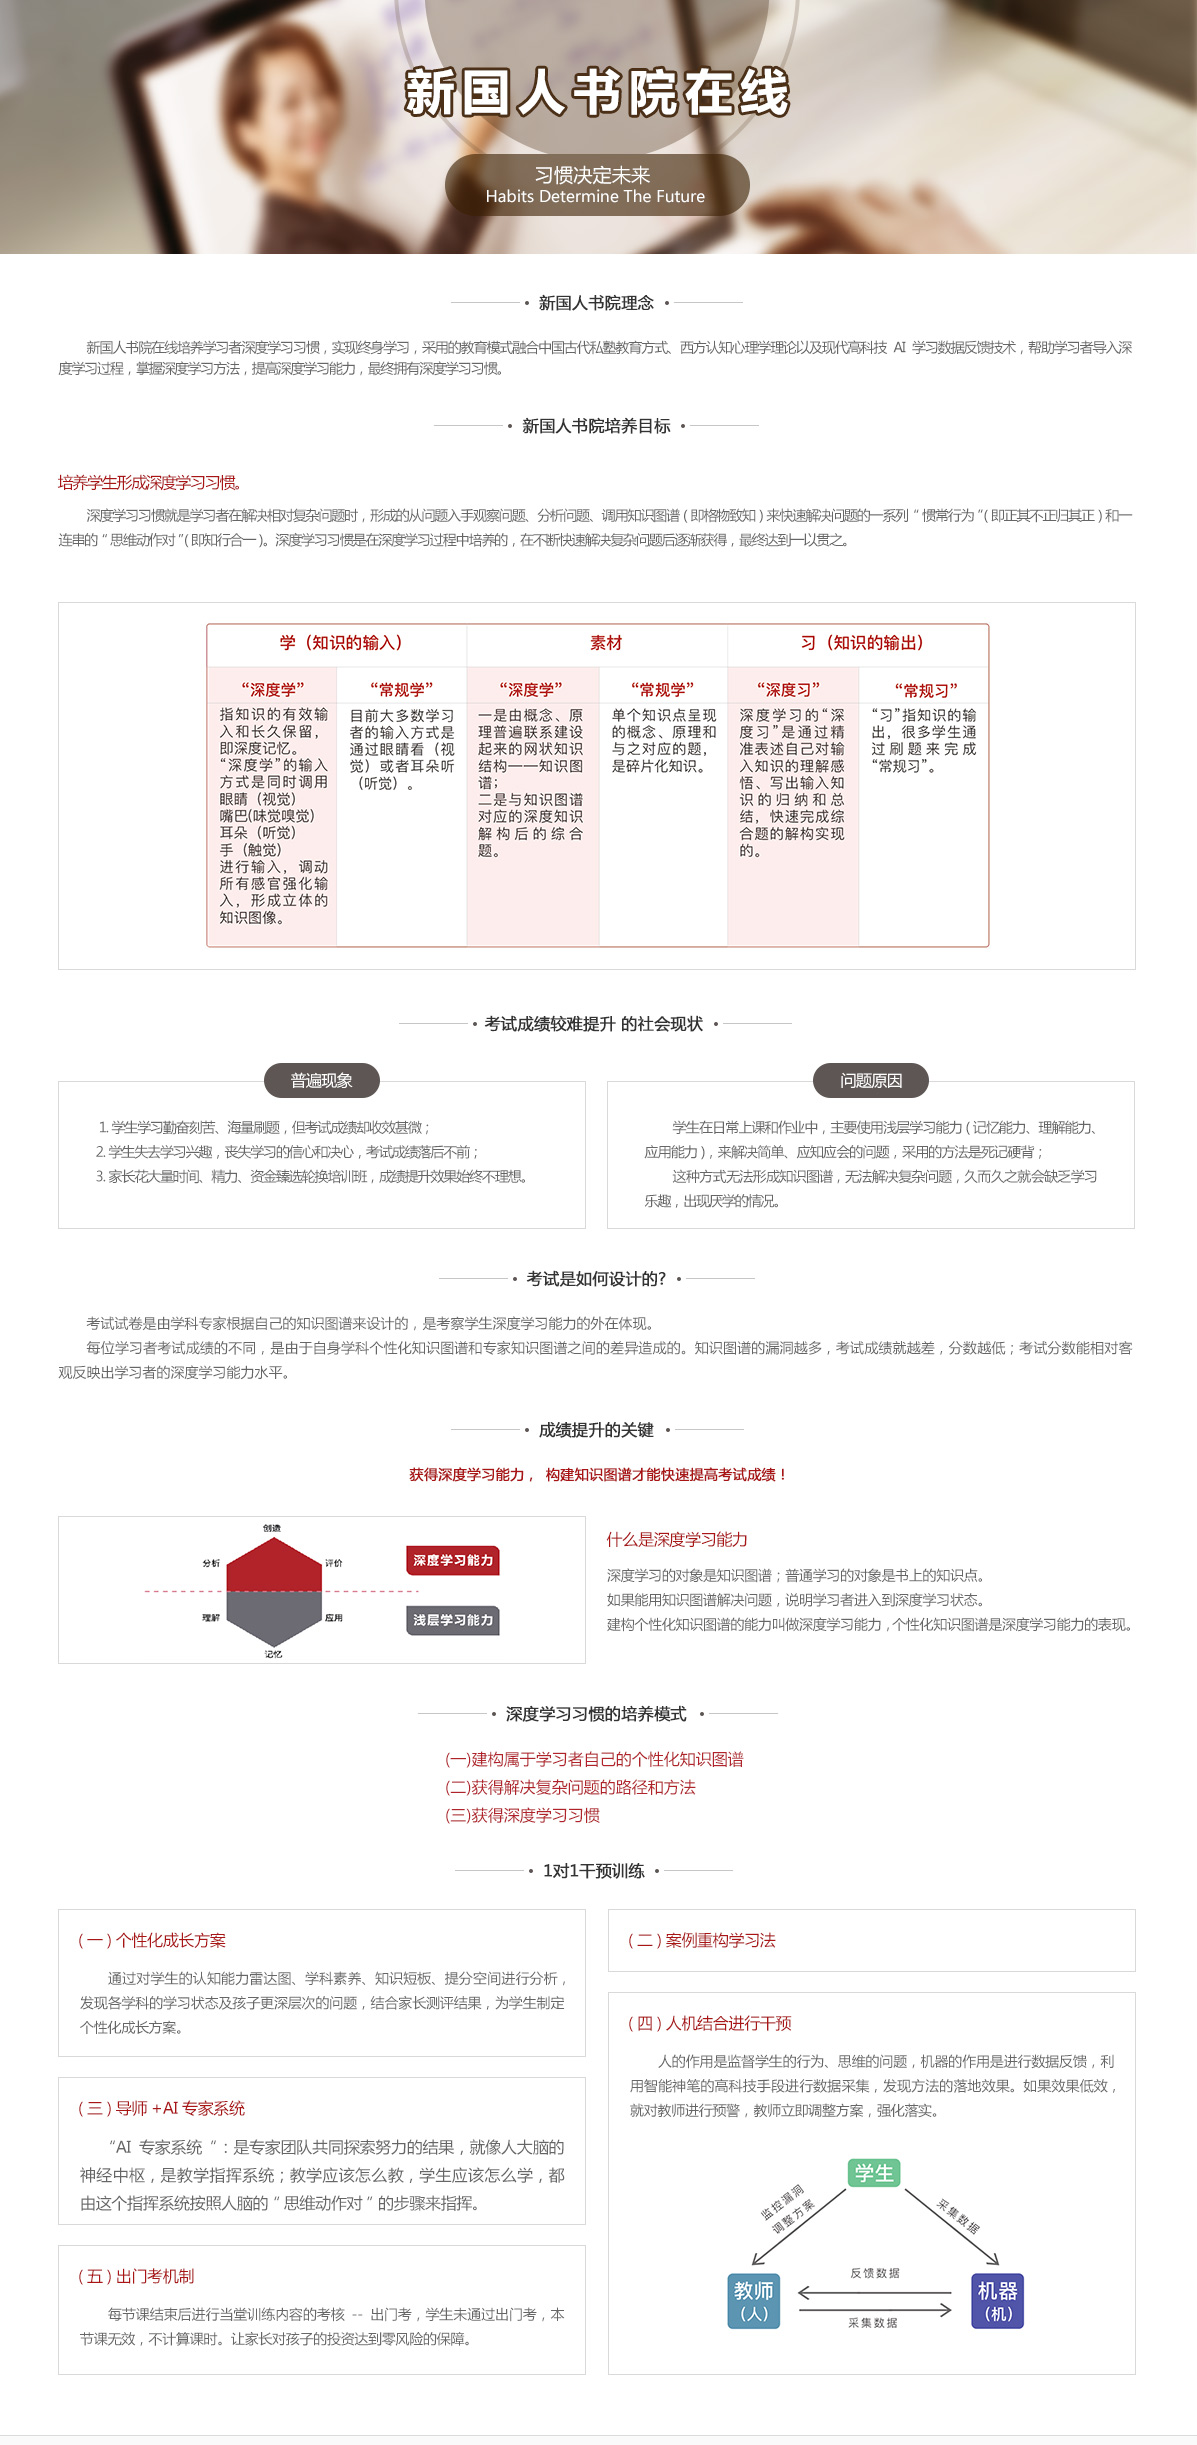 新国人书院在线
习惯决定未来
Habits Determine The Future
新国人书院理念
新国人书院在线培养学习者深度学习习惯，实现终身学习，采用的教育模式融合中国古代私塾教育方式、西方认知心理学理论以及现代高科技 AI 学习数据反馈技术，帮助学习者导入深
度学习过程，掌握深度学习方法，提高深度学习能力，最终拥有深度学习习惯。
新国人书院培养目标
培养学生形成深度学习习惯。
深度学习习惯就是学习者在解决相对复杂问题时，形成的从问题入手观察问题、分析问题、调用知识图谱（即格物致知）来快速解决问题的一系列“惯常行为”（即正其不正归其正）和一
连串的“思维动作对”（即知行合一）。深度学习习惯是在深度学习过程中培养的，在不断快速解决复杂问题后逐渐获得，最终达到一以贯之。
学（知识的输入）
素材
习（知识的输出）
“深度学”
“常规学”
“深度学”
“常规学”
“深度习”
“常规习”
指知识的有效输
入和长久保留，
即深度记忆。
“深度学”的输入
方式是同时调用
眼睛（视觉）
嘴巴(味觉嗅觉)
耳朵（听觉）
手（触觉）
进行输入，调动
所有感官强化输
入，形成立体的
知识图像。
目前大多数学习
者的输入方式是
通过眼睛看（视
觉）或者耳朵听
（听觉）。
一是由概念、原
理普遍联系建设
起来的网状知识
结构——知识图
谱；
二是与知识图谱
对应的深度知识
解构后的综合
题。
单个知识点呈现
的概念、原理和
与之对应的题，
是碎片化知识。
深度学习的“深
度习”是通过精
准表述自己对输
入知识的理解感
悟、写出输入知
识的归纳和总
结，快速完成综
合题的解构实现
的。
“习”指知识的输
出，很多学生通
过刷题来完成
“常规习”。
考试成绩较难提升 的社会现状
普遍现象
1. 学生学习勤奋刻苦、海量刷题，但考试成绩却收效甚微；
2. 学生失去学习兴趣，丧失学习的信心和决心，考试成绩落后不前；
3. 家长花大量时间、精力、资金臻选轮换培训班，成绩提升效果始终不理想。
问题原因
学生在日常上课和作业中，主要使用浅层学习能力（记忆能力、理解能力、
应用能力），来解决简单、应知应会的问题，采用的方法是死记硬背；
这种方式无法形成知识图谱，无法解决复杂问题，久而久之就会缺乏学习
乐趣，出现厌学的情况。
考试是如何设计的?
考试试卷是由学科专家根据自己的知识图谱来设计的，是考察学生深度学习能力的外在体现。
每位学习者考试成绩的不同，是由于自身学科个性化知识图谱和专家知识图谱之间的差异造成的。知识图谱的漏洞越多，考试成绩就越差，分数越低；考试分数能相对客
观反映出学习者的深度学习能力水平。
成绩提升的关键
获得深度学习能力， 构建知识图谱才能快速提高考试成绩！
创造
分析
评价
理解
应用
记忆
深度学习能力
浅层学习能力
什么是深度学习能力
深度学习的对象是知识图谱；普通学习的对象是书上的知识点。
如果能用知识图谱解决问题，说明学习者进入到深度学习状态。
建构个性化知识图谱的能力叫做深度学习能力，个性化知识图谱是深度学习能力的表现。
深度学习习惯的培养模式
(一)建构属于学习者自己的个性化知识图谱
(二)获得解决复杂问题的路径和方法
(三)获得深度学习习惯
1对1干预训练
（一）个性化成长方案
通过对学生的认知能力雷达图、学科素养、知识短板、提分空间进行分析，
发现各学科的学习状态及孩子更深层次的问题，结合家长测评结果，为学生制定
个性化成长方案。
（二）案例重构学习法
（三）导师 +AI 专家系统
“AI 专家系统“：是专家团队共同探索努力的结果，就像人大脑的
神经中枢，是教学指挥系统；教学应该怎么教，学生应该怎么学，都
由这个指挥系统按照人脑的“思维动作对”的步骤来指挥。
（四）人机结合进行干预
人的作用是监督学生的行为、思维的问题，机器的作用是进行数据反馈，利
用智能神笔的高科技手段进行数据采集，发现方法的落地效果。如果效果低效，
就对教师进行预警，教师立即调整方案，强化落实。
学生
监控漏洞
调整方案
采集数据
反馈数据
采集数据
教师
（人）
机器
（机）
（五）出门考机制
每节课结束后进行当堂训练内容的考核 -- 出门考，学生未通过出门考，本
节课无效，不计算课时。让家长对孩子的投资达到零风险的保障。